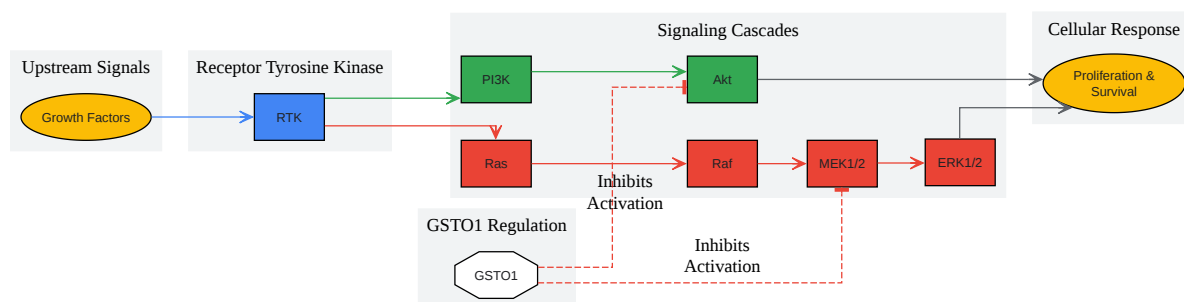 Signaling Cascades
Cellular Response
Upstream Signals
Receptor Tyrosine Kinase
PI3K
Akt
Proliferation &
Survival
Growth Factors
RTK
Ras
Raf
MEK1/2
ERK1/2
Inhibits
Activation
GSTO1 Regulation
GSTO1
Inhibits
Activation